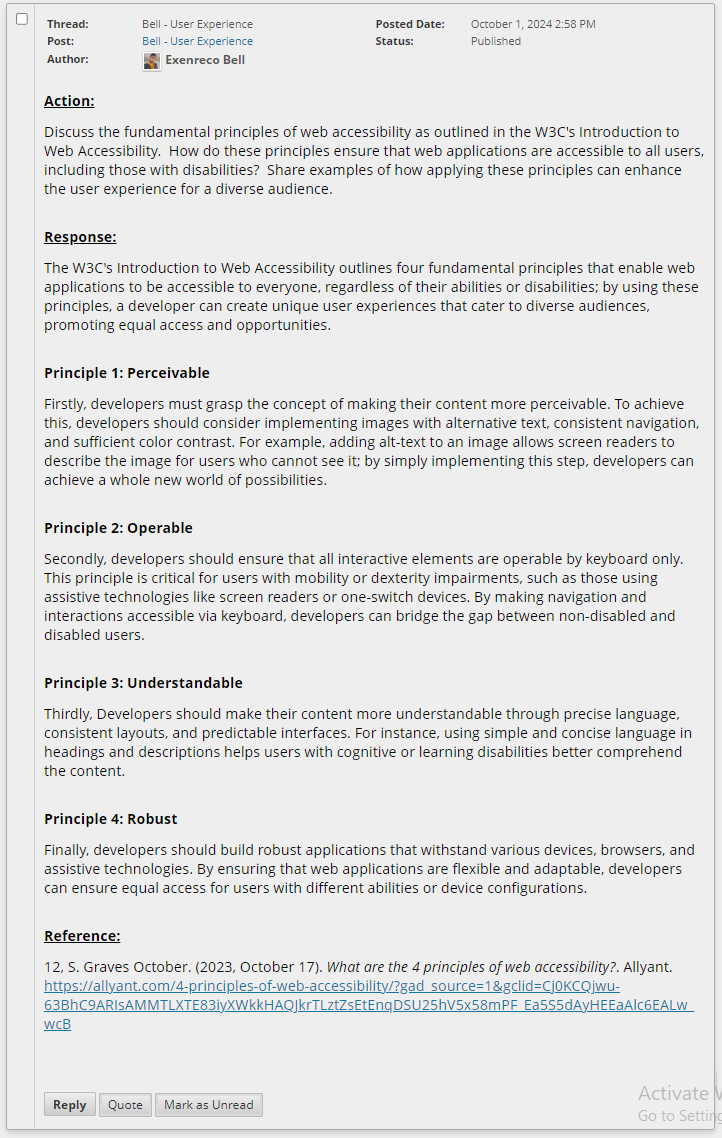 Thread: Bell - User Experience Posted Date: October 1, 2024 2:58 PM
Post: Bell - User Experience Status: Published
Author: Exenreco Bell
Action:
Discuss the fundamental principles of web accessibility as outlined in the W3C's Introduction to
Web Accessibility.  How do these principles ensure that web applications are accessible to all users,
including those with disabilities?  Share examples of how applying these principles can enhance
the user experience for a diverse audience.
Response:
The W3C's Introduction to Web Accessibility outlines four fundamental principles that enable web
applications to be accessible to everyone, regardless of their abilities or disabilities; by using these
principles, a developer can create unique user experiences that cater to diverse audiences,
promoting equal access and opportunities.
Principle 1: Perceivable
Firstly, developers must grasp the concept of making their content more perceivable. To achieve
this, developers should consider implementing images with alternative text, consistent navigation,
and sufficient color contrast. For example, adding alt-text to an image allows screen readers to
describe the image for users who cannot see it; by simply implementing this step, developers can
achieve a whole new world of possibilities.
Principle 2: Operable
Secondly, developers should ensure that all interactive elements are operable by keyboard only.
This principle is critical for users with mobility or dexterity impairments, such as those using
assistive technologies like screen readers or one-switch devices. By making navigation and
interactions accessible via keyboard, developers can bridge the gap between non-disabled and
disabled users.
Principle 3: Understandable
Thirdly, Developers should make their content more understandable through precise language,
consistent layouts, and predictable interfaces. For instance, using simple and concise language in
headings and descriptions helps users with cognitive or learning disabilities better comprehend
the content.
Principle 4: Robust
Finally, developers should build robust applications that withstand various devices, browsers, and
assistive technologies. By ensuring that web applications are flexible and adaptable, developers
can ensure equal access for users with different abilities or device configurations.
Reference:
12, S. Graves October. (2023, October 17). What are the 4 principles of web accessibility?. Allyant.
https://allyant.com/4-principles-of-web-accessibility/?gad_source=1&gclid=Cj0KCQjwu-
63BhC9ARIsAMMTLXTE83iyXWkkHAQJkrTLztZsEtEnqDSU25hV5x58mPF_Ea5S5dAyHEEaAlc6EALw_
wcB
Reply Quote Mark as Unread
Activate W
Go to Setting